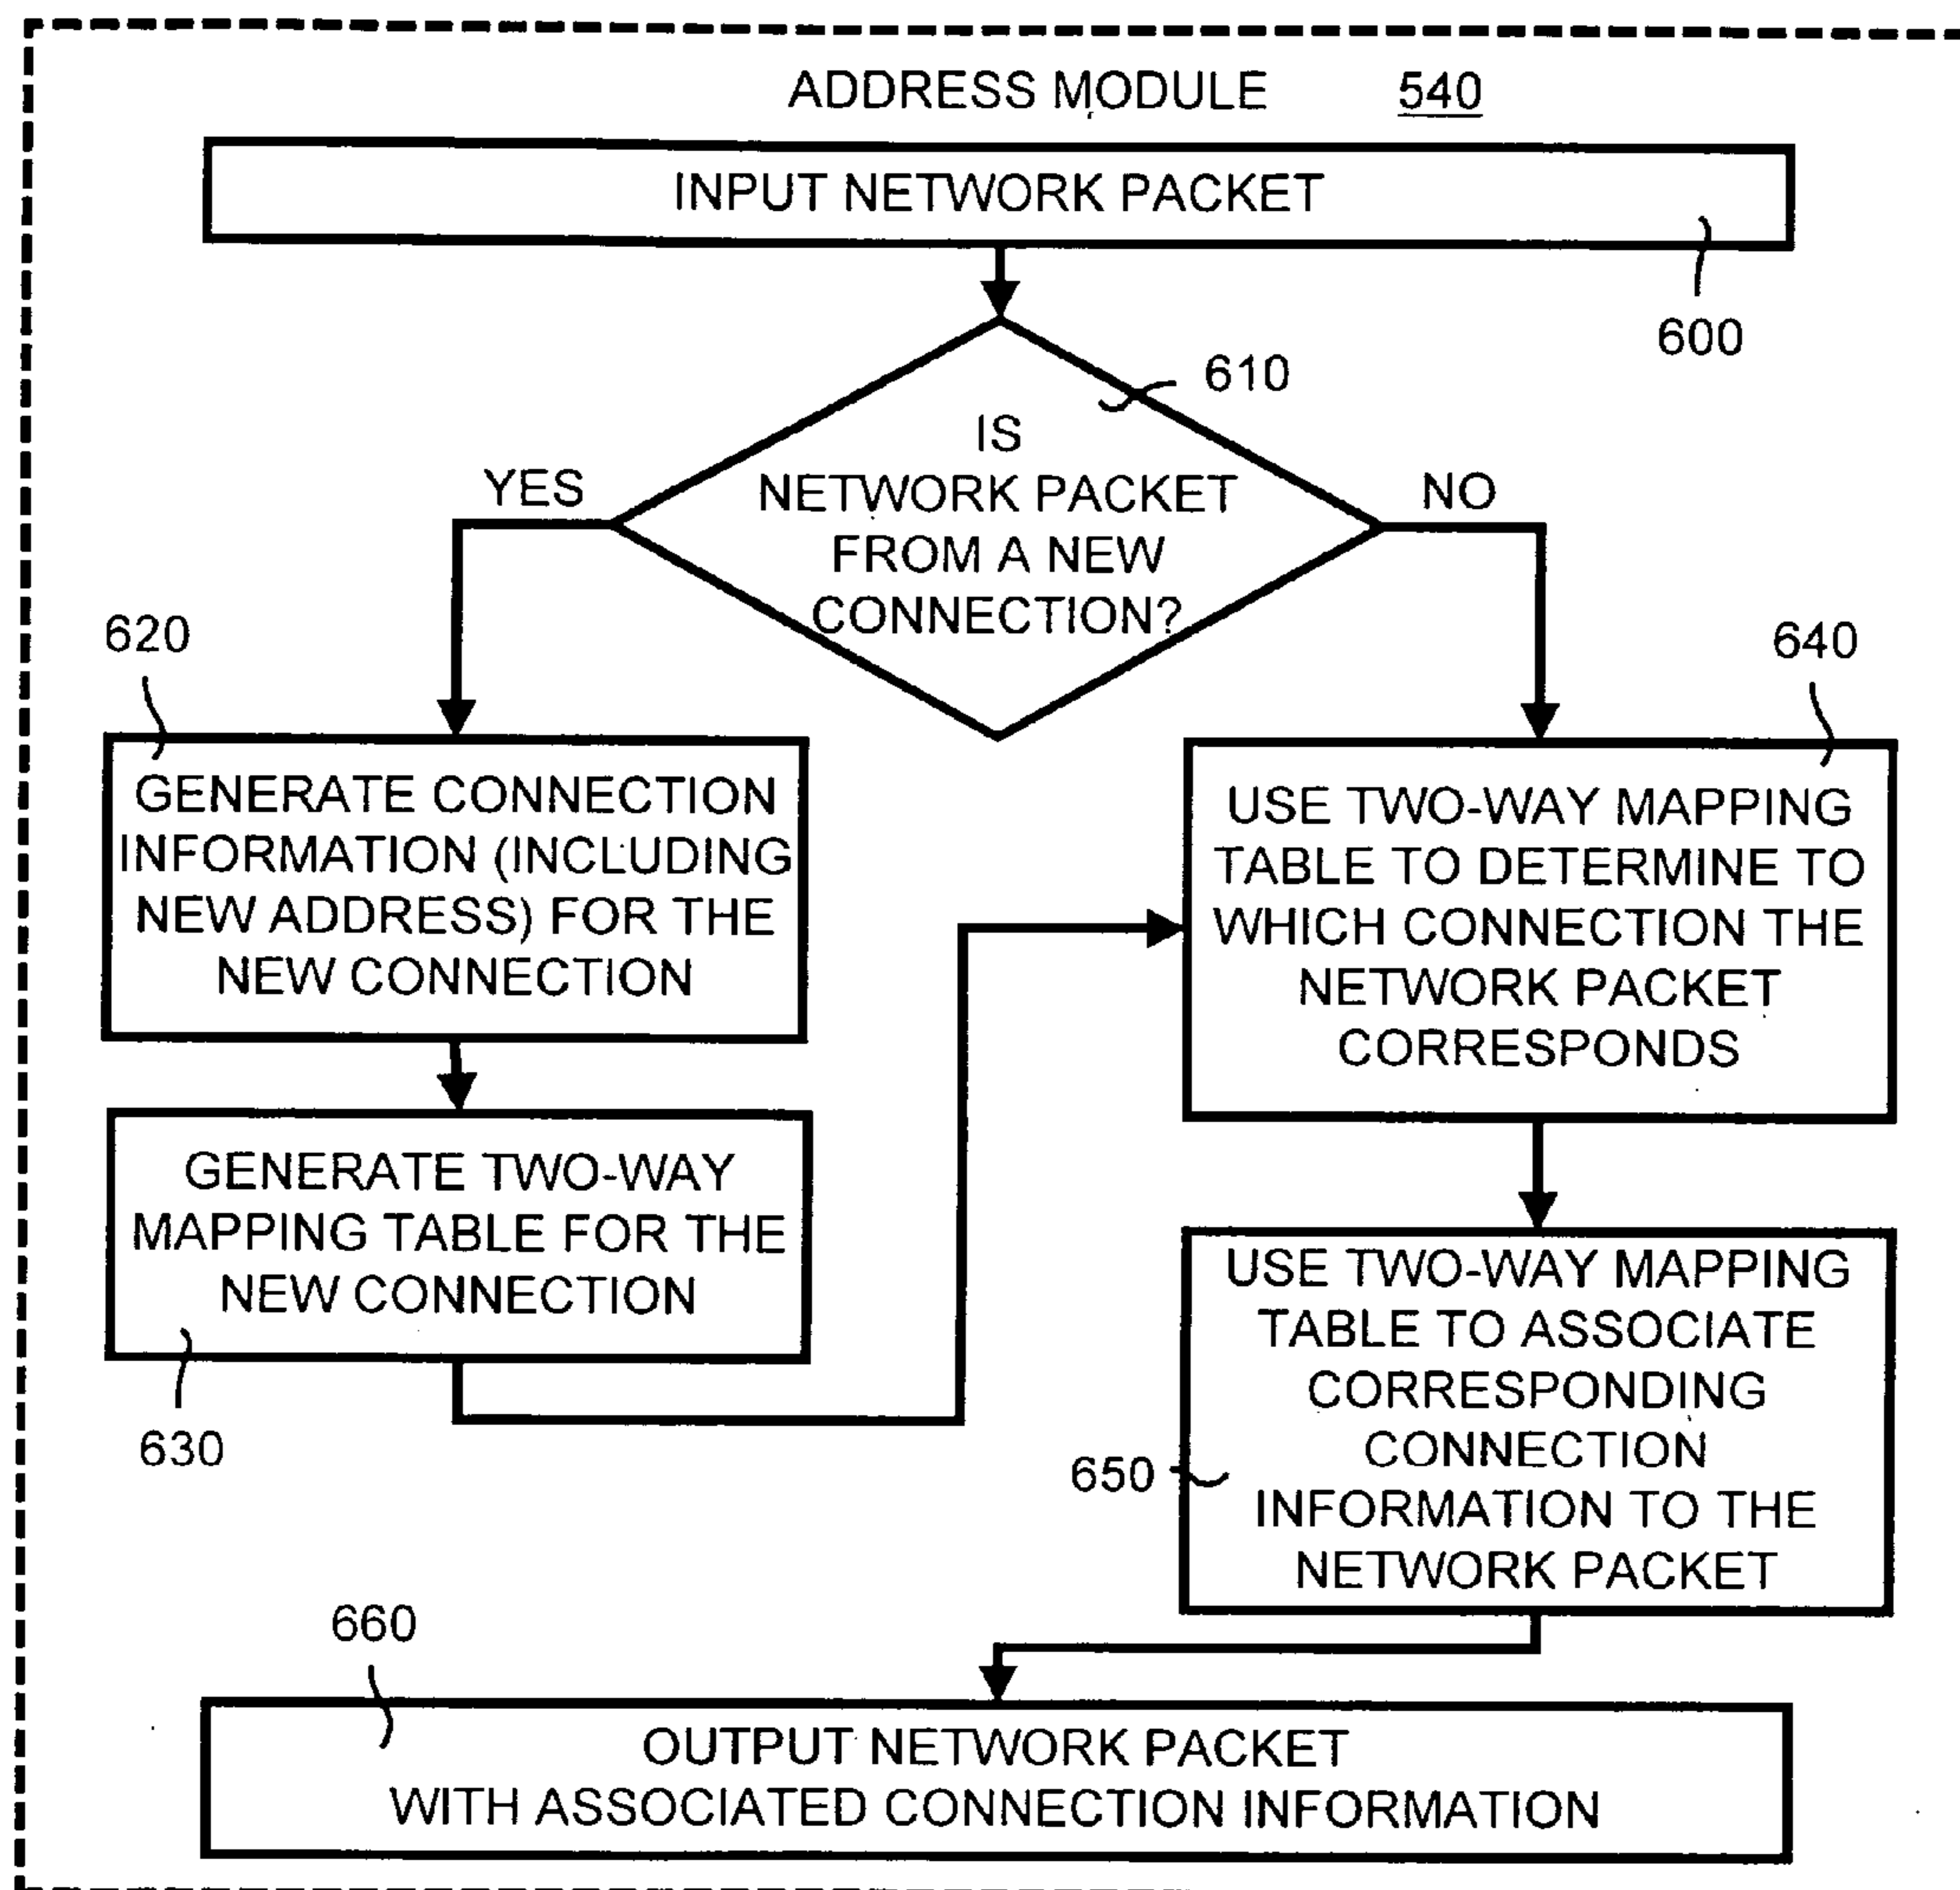 ADDRESS MODULE 540
INPUT NETWORK PACKET
600
610
IS
NETWORK PACKET
FROM A NEW
CONNECTION?
YES
NO
620
GENERATE CONNECTION
INFORMATION (INCLUDING
NEW ADDRESS) FOR THE
NEW CONNECTION
640
USE TWO-WAY MAPPING
TABLE TO DETERMINE TO
WHICH CONNECTION THE
NETWORK PACKET
CORRESPONDS
GENERATE TWO-WAY
MAPPING TABLE FOR THE
NEW CONNECTION
630
USE TWO-WAY MAPPING
TABLE TO ASSOCIATE
CORRESPONDING
CONNECTION
INFORMATION TO THE
NETWORK PACKET
650
660
OUTPUT NETWORK PACKET
WITH ASSOCIATED CONNECTION INFORMATION